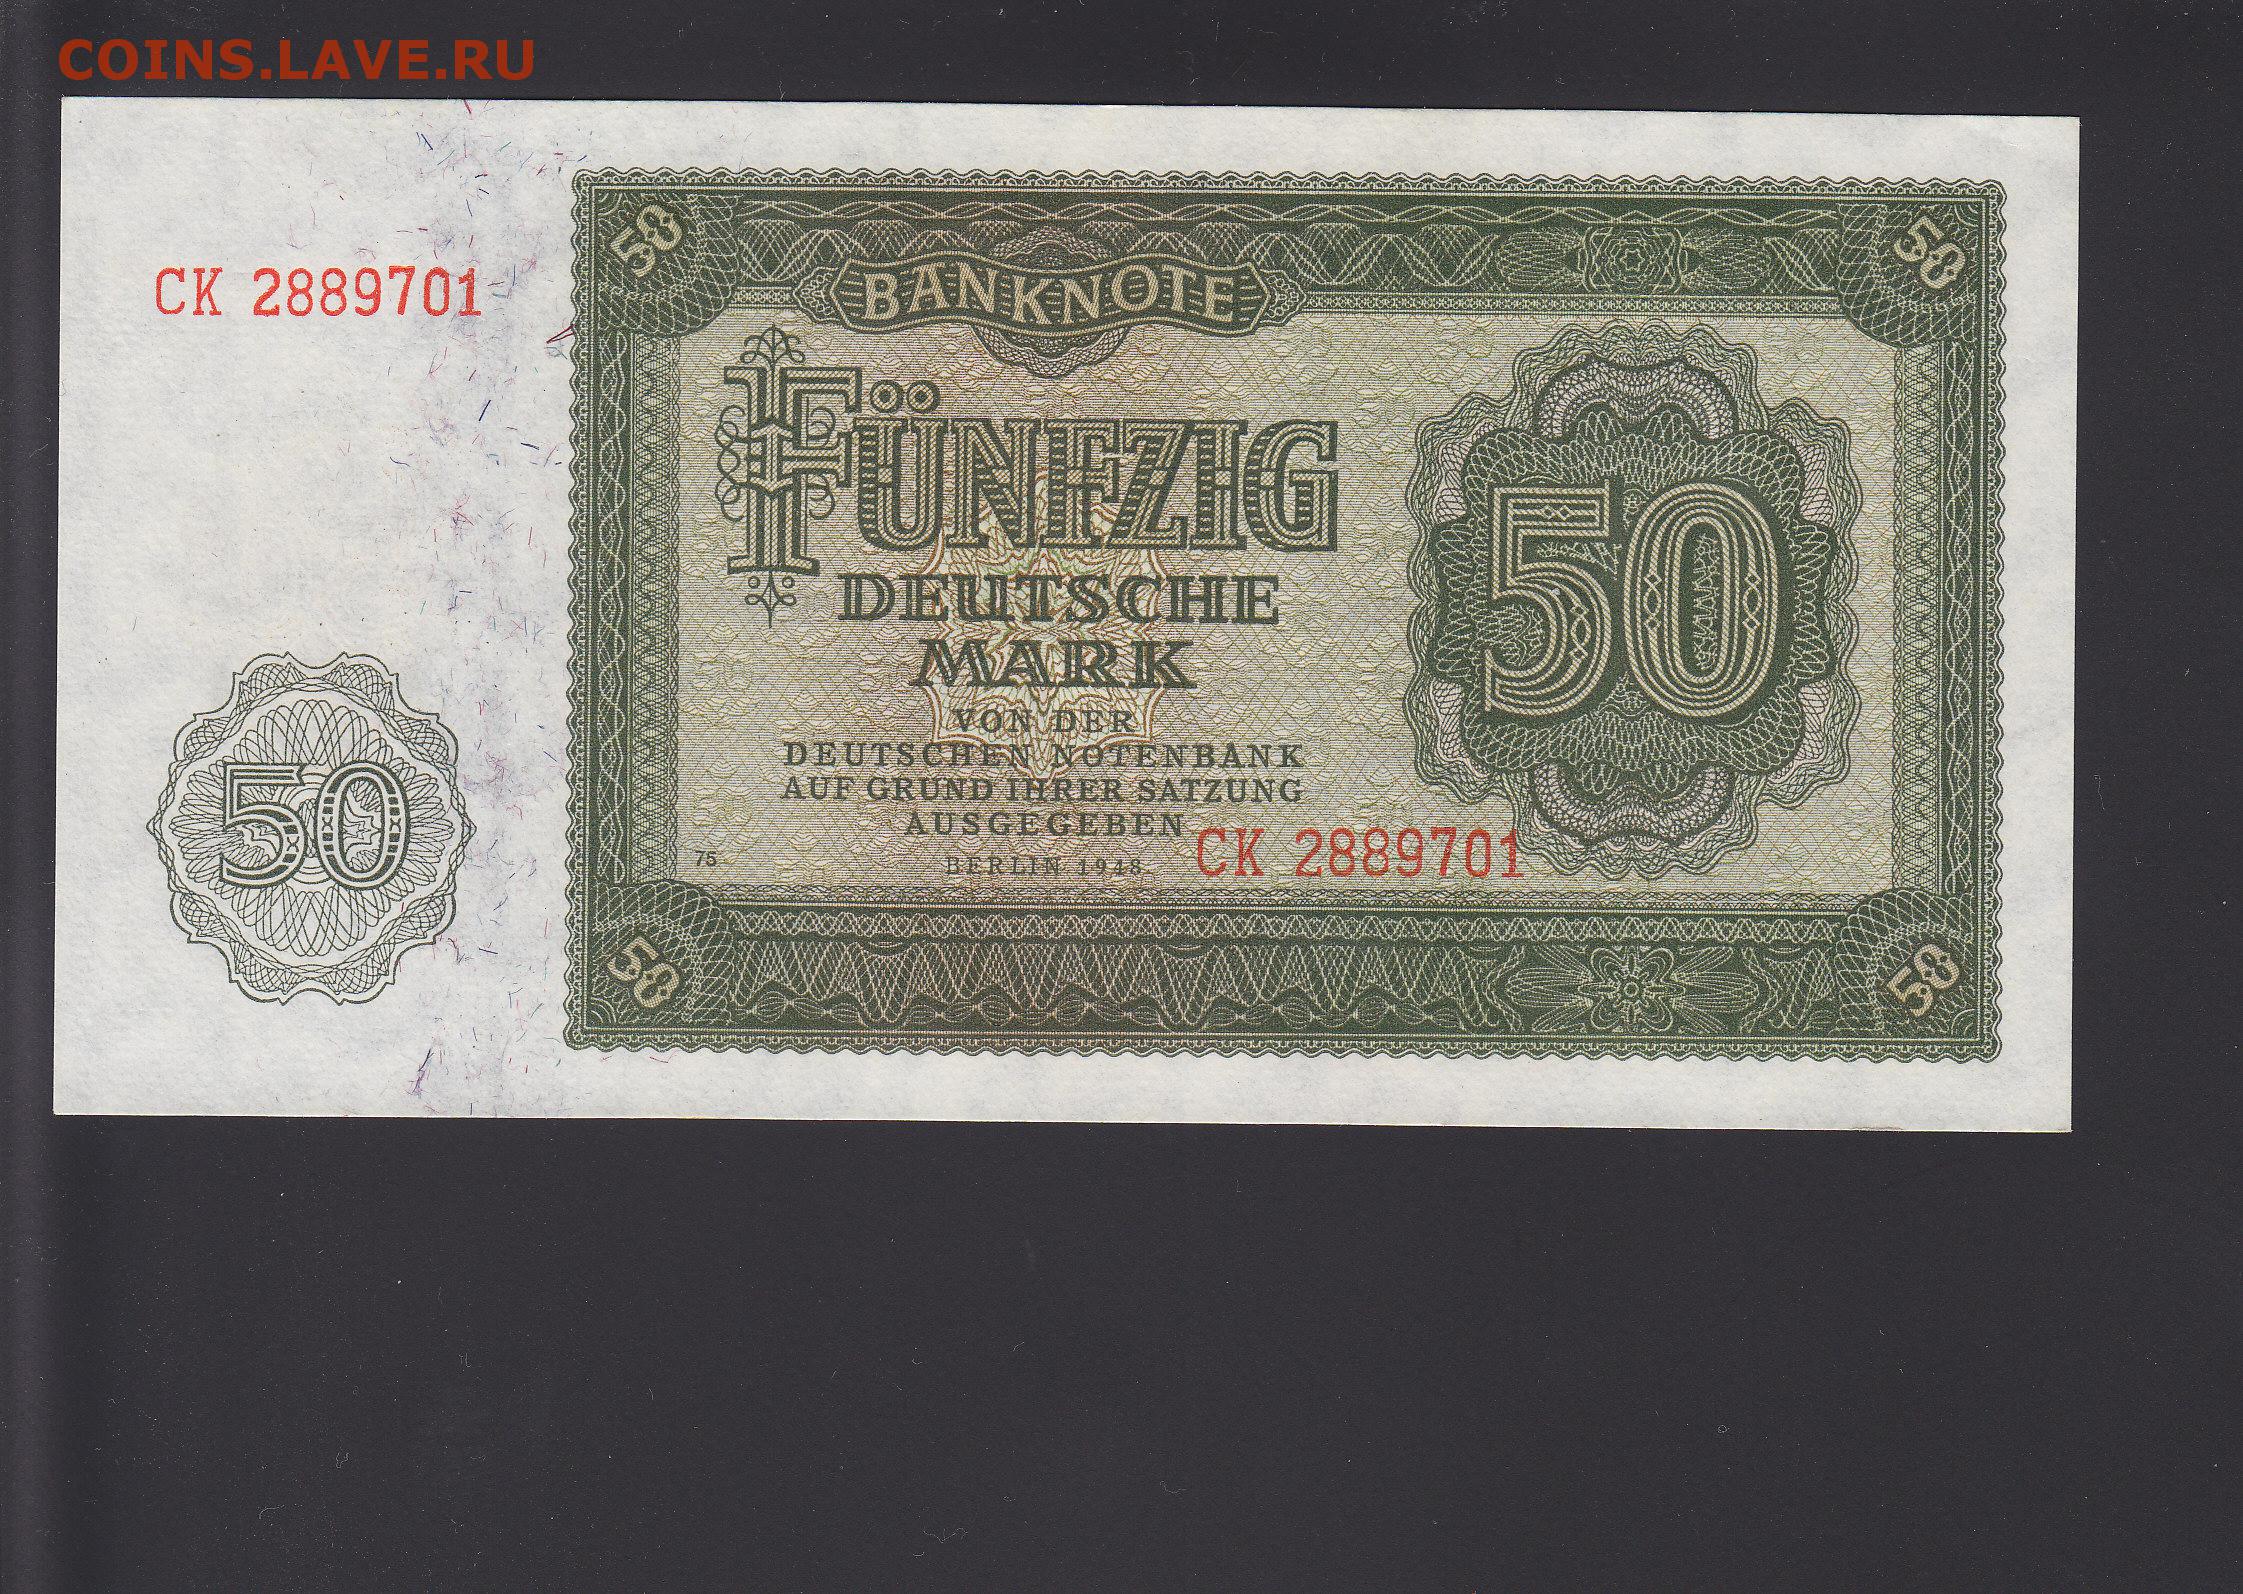 COINS.LAVE.RU
50
50
BANKNOTE
CK 2889701
FÜNFZIG
50
DEUTSCHE
MARK
VON DER
DEUTSCHEN NOTENBANK
AUF GRUND IHRER SATZUNG
AUSGEGEBEN
50
75
BERLIN 1948
CK 2889701
50
50